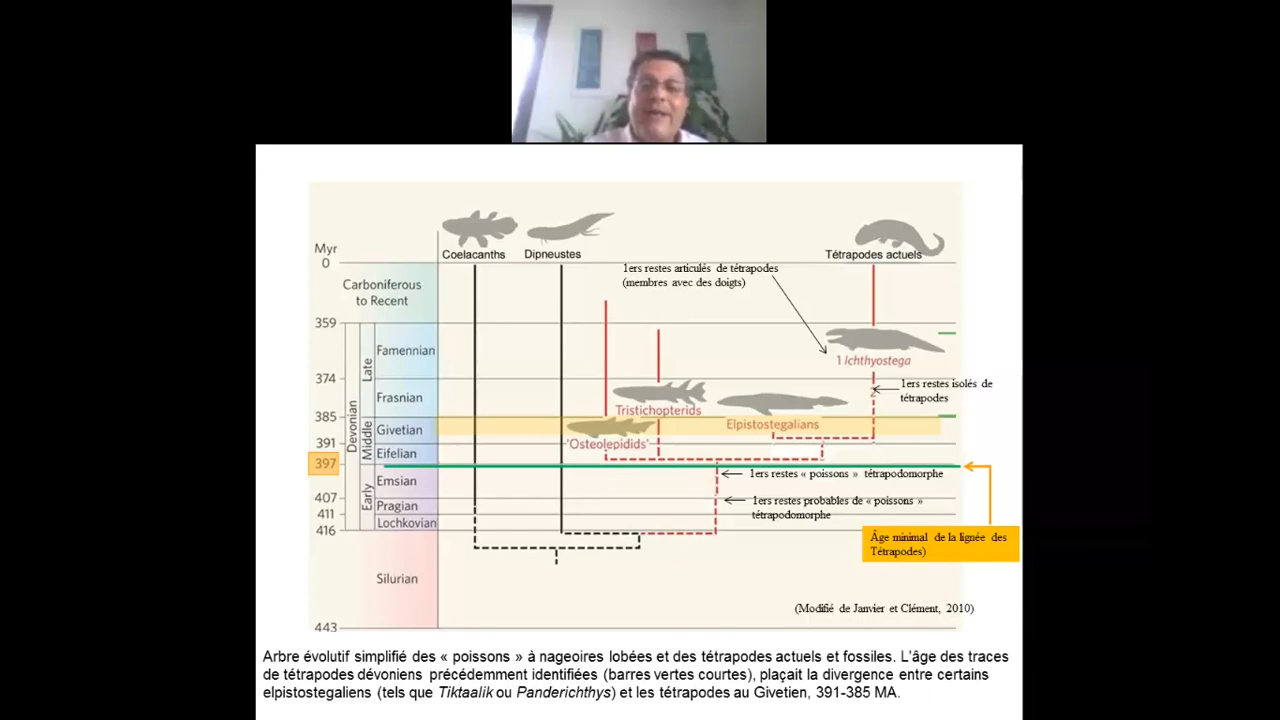 Myr
0
Coelacanths
Dipneustes
Tétrapodes actuels
1ers restes articulés de tétrapodes
(membres avec des doigts)
Carboniferous
to Recent
359
Devonian
Late
Famennian
1 Ichthyostega
374
1ers restes isolés de
tétrapodes
2
Frasnian
Tristichopterids
385
Elpistostegalians
Middle
Givetian
'Osteolepidids'
391
Eifelian
397
1ers restes « poissons » tétrapodomorphe
Early
Emsian
407
1ers restes probables de « poissons »
tétrapodomorphe
Pragian
411
Lochkovian
416
Âge minimal de la lignée des
Tétrapodes)
Silurian
(Modifié de Janvier et Clément, 2010)
443
Arbre évolutif simplifié des « poissons » à nageoires lobées et des tétrapodes actuels et fossiles. L'âge des traces
de tétrapodes dévoniens précédemment identifiées (barres vertes courtes), plaçait la divergence entre certains
elpistostegaliens (tels que Tiktaalik ou Panderichthys) et les tétrapodes au Givetien, 391-385 MA.